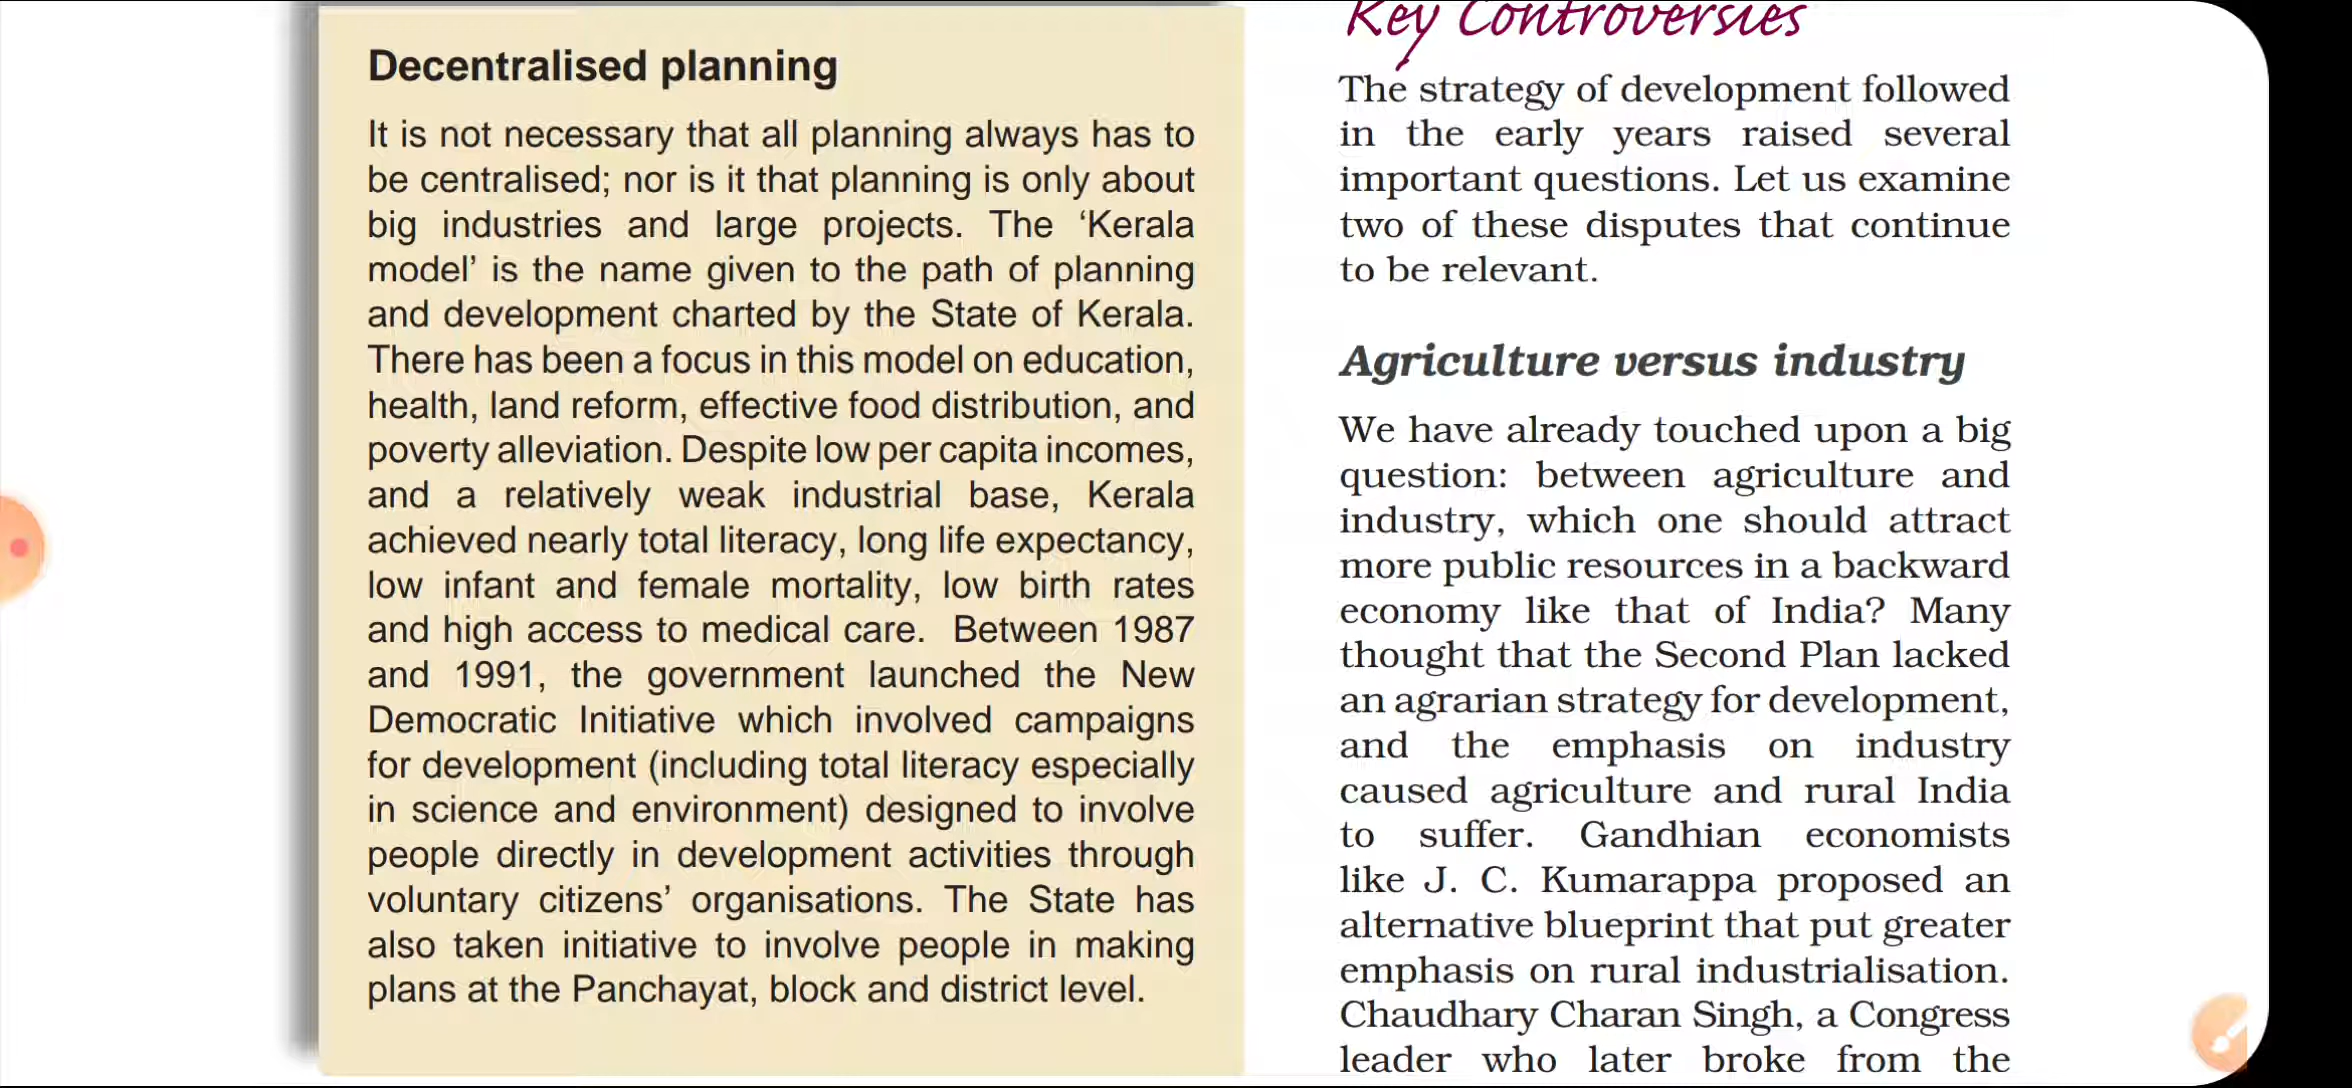 Decentralised planning
It is not necessary that all planning always has to
be centralised; nor is it that planning is only about
big industries and large projects. The ‘Kerala
model’ is the name given to the path of planning
and development charted by the State of Kerala.
There has been a focus in this model on education,
health, land reform, effective food distribution, and
poverty alleviation. Despite low per capita incomes,
and a relatively weak industrial base, Kerala
achieved nearly total literacy, long life expectancy,
low infant and female mortality, low birth rates
and high access to medical care. Between 1987
and 1991, the government launched the New
Democratic Initiative which involved campaigns
for development (including total literacy especially
in science and environment) designed to involve
people directly in development activities through
voluntary citizens’ organisations. The State has
also taken initiative to involve people in making
plans at the Panchayat, block and district level.
Key Controversies
The strategy of development followed
in the early years raised several
important questions. Let us examine
two of these disputes that continue
to be relevant.
Agriculture versus industry
We have already touched upon a big
question: between agriculture and
industry, which one should attract
more public resources in a backward
economy like that of India? Many
thought that the Second Plan lacked
an agrarian strategy for development,
and the emphasis on industry
caused agriculture and rural India
to suffer. Gandhian economists
like J. C. Kumarappa proposed an
alternative blueprint that put greater
emphasis on rural industrialisation.
Chaudhary Charan Singh, a Congress
leader who later broke from the